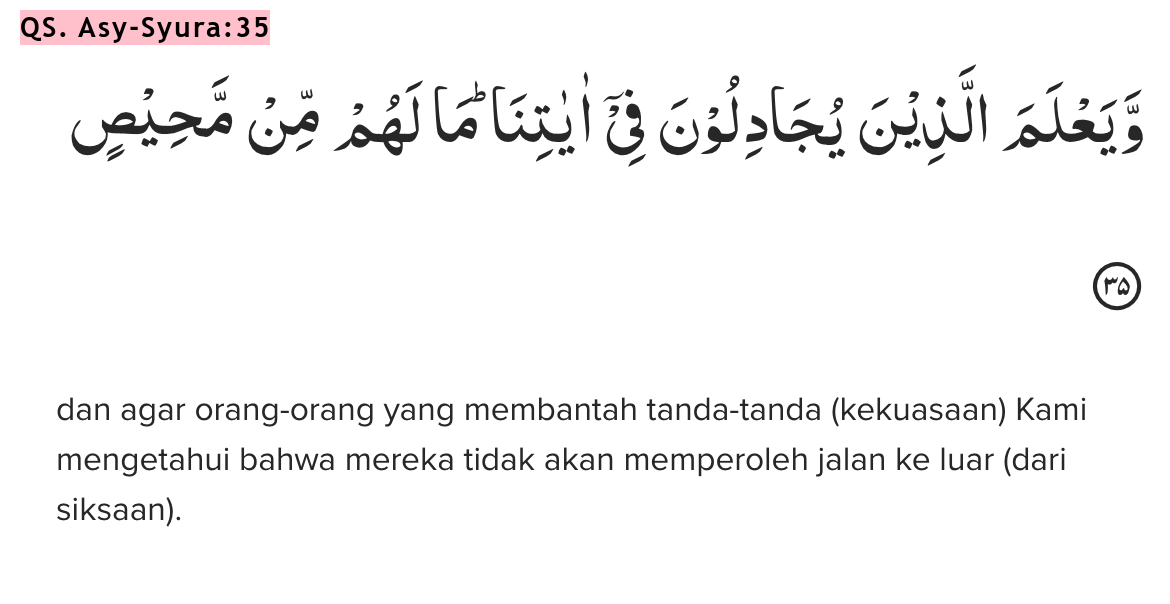 QS. Asy-Syura:35
وَّيَعْلَمَ الَّذِيْنَ يُجَادِلُوْنَ فِيْٓ اٰيٰتِنَاۗ مَا لَهُمْ مِّنْ مَّحِيْصٍ
۳۵
dan agar orang-orang yang membantah tanda-tanda (kekuasaan) Kami
mengetahui bahwa mereka tidak akan memperoleh jalan ke luar (dari
siksaan).